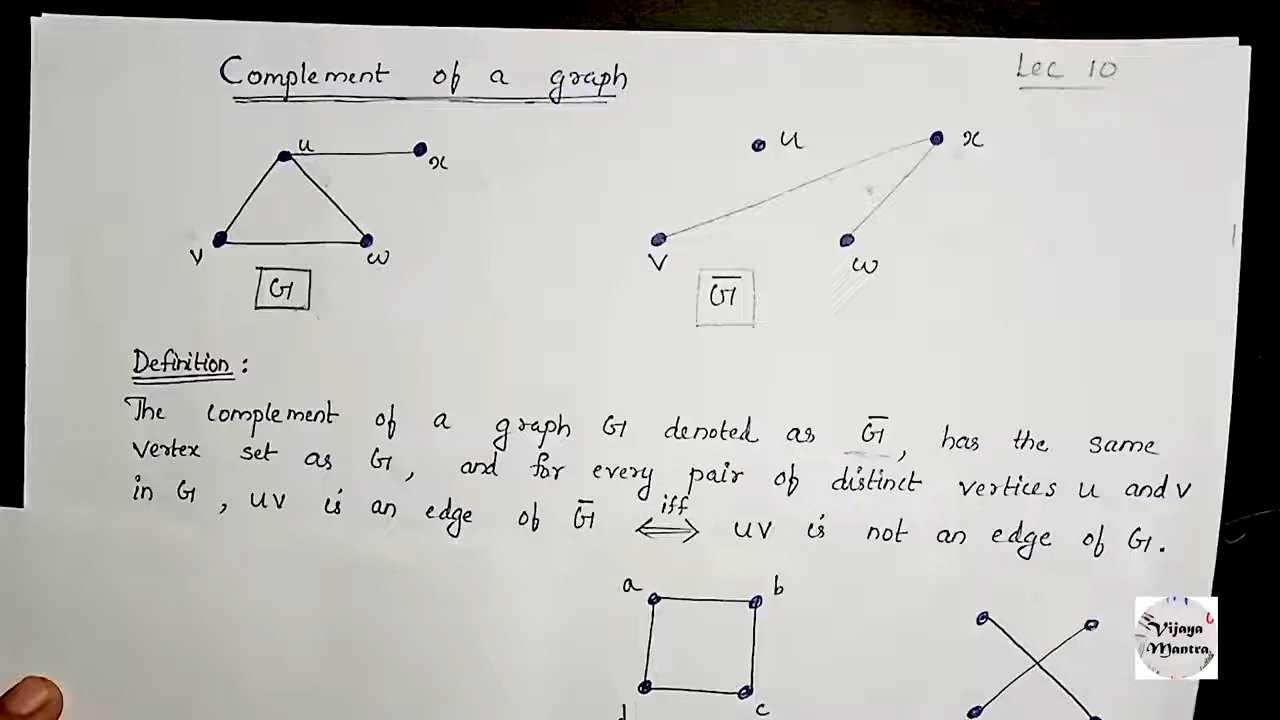 Complement of a graph
Lec 10
u
x
v
w
G
u
x
v
w
G̅
Definition :
The complement of a graph G denoted as G̅, has the same
vertex set as G, and for every pair of distinct vertices u and v
in G, uv is an edge of G̅ ⟺ iff uv is not an edge of G.
a
b
c
Vijaya
Mantra